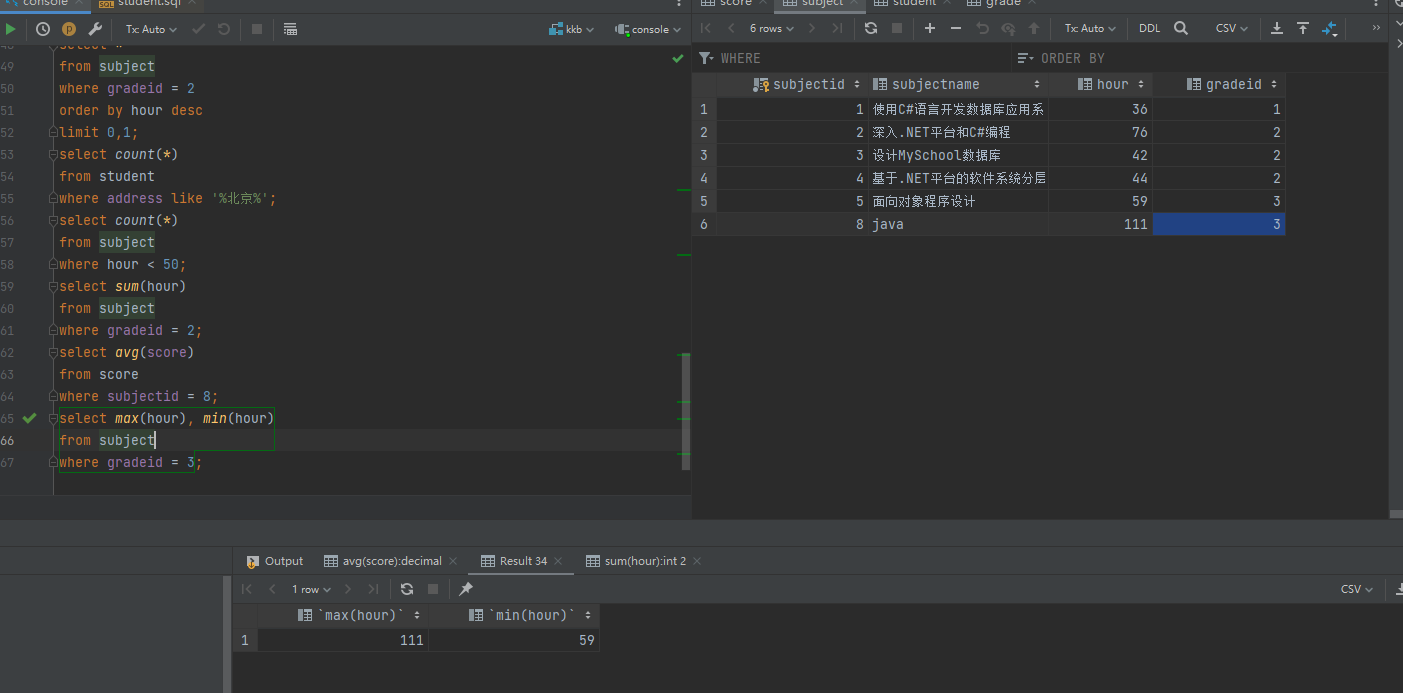 console student.sql
Tx: Auto kkb console
select *
49 from subject
50 where gradeid = 2
51 order by hour desc
52 limit 0,1;
53 select count(*)
54 from student
55 where address like '%北京%';
56 select count(*)
57 from subject
58 where hour < 50;
59 select sum(hour)
60 from subject
61 where gradeid = 2;
62 select avg(score)
63 from score
64 where subjectid = 8;
65 select max(hour), min(hour)
66 from subject
67 where gradeid = 3;
score subject student grade
6 rows Tx: Auto DDL CSV
WHERE ORDER BY
subjectid subjectname hour gradeid
1 1 使用C#语言开发数据库应用系 36 1
2 2 深入.NET平台和C#编程 76 2
3 3 设计MySchool数据库 42 2
4 4 基于.NET平台的软件系统分层 44 2
5 5 面向对象程序设计 59 3
6 8 java 111 3
Output avg(score):decimal Result 34 sum(hour):int 2
1 row CSV
`max(hour)` `min(hour)`
1 111 59